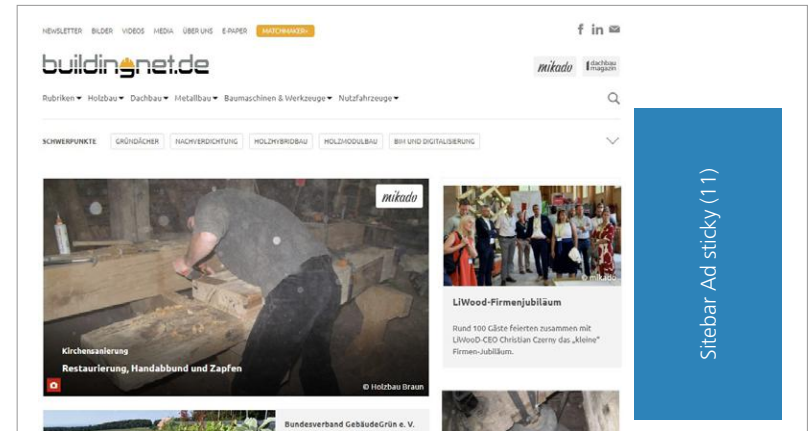 NEWSLETTER BILDER VIDEOS MEDIA ÜBER UNS E-PAPER MATCHMAKER+
buildingnet.de
mikado dachbau magazin
Rubriken Holzbau Dachbau Metallbau Baumaschinen & Werkzeuge Nutzfahrzeuge
SCHWERPUNKTE GRÜNDÄCHER NACHVERDICHTUNG HOLZHYBRIDBAU HOLZMODULBAU BIM UND DIGITALISIERUNG
mikado
Kirchensanierung
Restaurierung, Handabbund und Zapfen
© Holzbau Braun
© mikado
LiWood-Firmenjubiläum
Rund 100 Gäste feierten zusammen mit
LiWooD-CEO Christian Czerny das „kleine"
Firmen-Jubiläum.
Bundesverband GebäudeGrün e. V.
Sitebar Ad sticky (11)